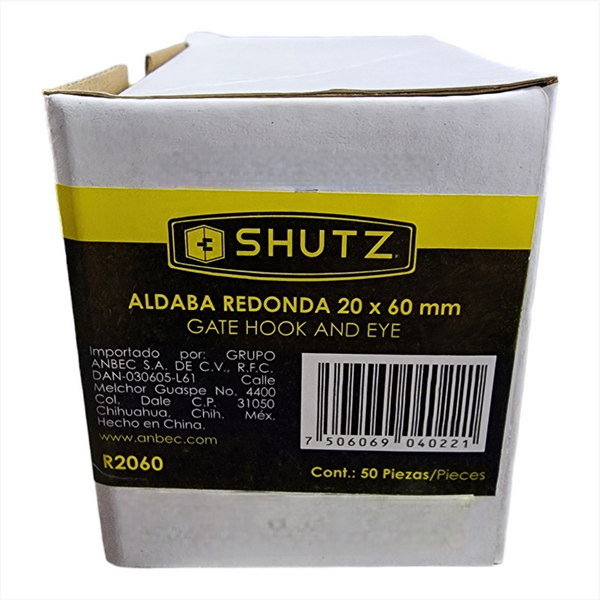 SHUTZ
ALDABA REDONDA 20 x 60 mm
GATE HOOK AND EYE
Importado por: GRUPO
ANBEC S.A. DE C.V., R.F.C.
DAN-030605-L61 Calle
Melchor Guaspe No. 4400
Col. Dale C.P. 31050
Chihuahua, Chih. Méx.
Hecho en China.
www.anbec.com
7 506069 040221
R2060
Cont.: 50 Piezas/Pieces